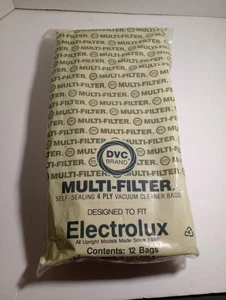 MULTI-FILTER.
DVC
BRAND
MULTI-FILTER.
SELF-SEALING 4 PLY VACUUM CLEANER BAGS
DESIGNED TO FIT
Electrolux
All Upright Models Made Since
Contents: 12 Bags